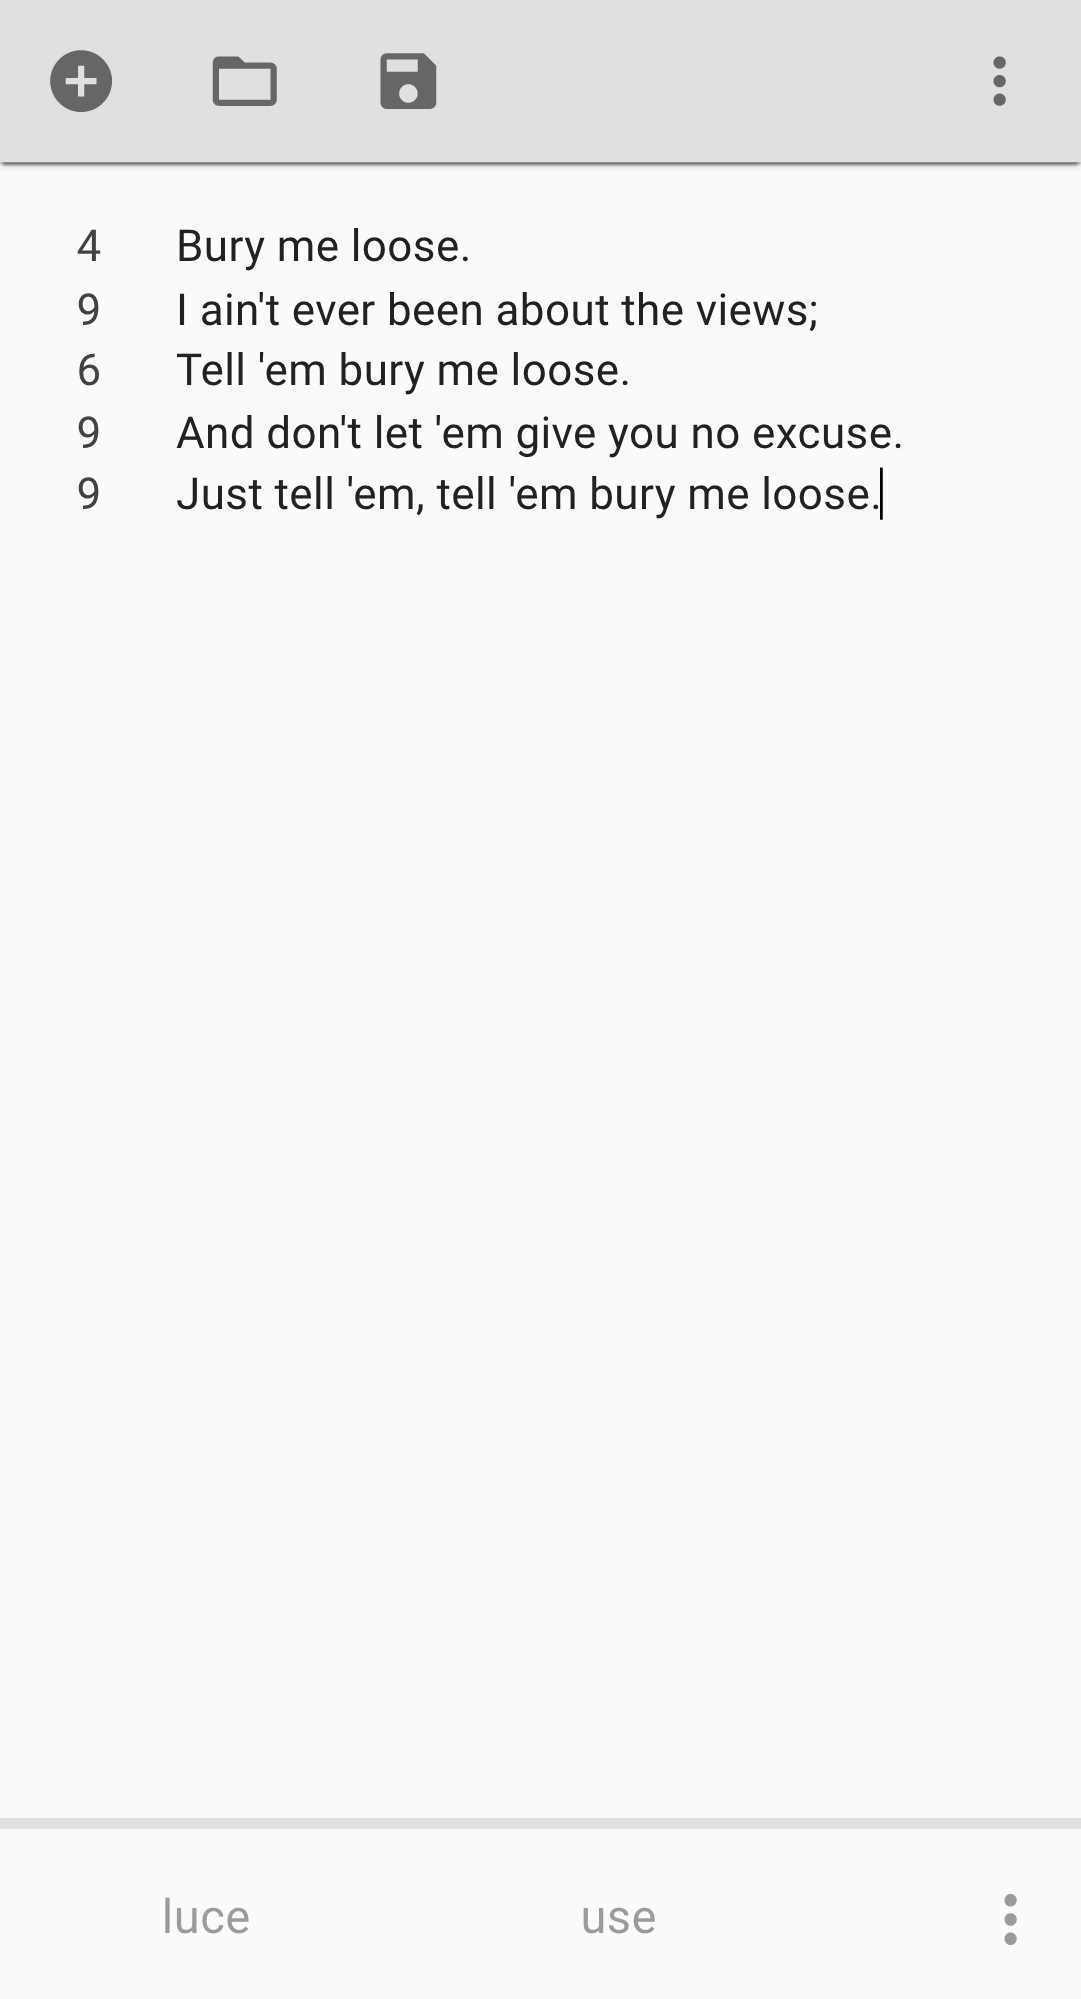 4 Bury me loose.
9 I ain't ever been about the views;
6 Tell 'em bury me loose.
9 And don't let 'em give you no excuse.
9 Just tell 'em, tell 'em bury me loose.
luce use